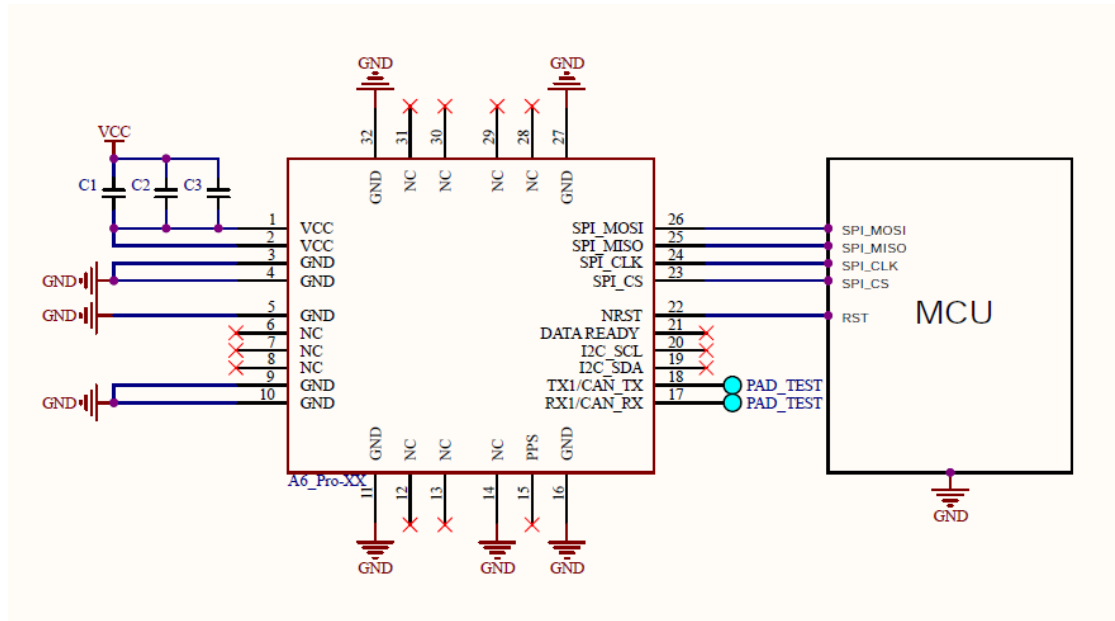 GND GND
32 31 30 29 28 27
VCC
C1 C2 C3
GND NC NC NC NC GND
1 VCC SPI_MOSI 26 SPI_MOSI
2 VCC SPI_MISO 25 SPI_MISO
3 GND SPI_CLK 24 SPI_CLK
GND 4 GND SPI_CS 23 SPI_CS
MCU
GND 5 GND NRST 22 RST
6 NC DATA READY 21
7 NC I2C_SCL 20
8 NC I2C_SDA 19
9 GND TX1/CAN_TX 18 PAD_TEST
GND 10 GND RX1/CAN_RX 17 PAD_TEST
GND NC NC NC PPS GND
A6_Pro-XX
11 12 13 14 15 16
GND
GND GND GND